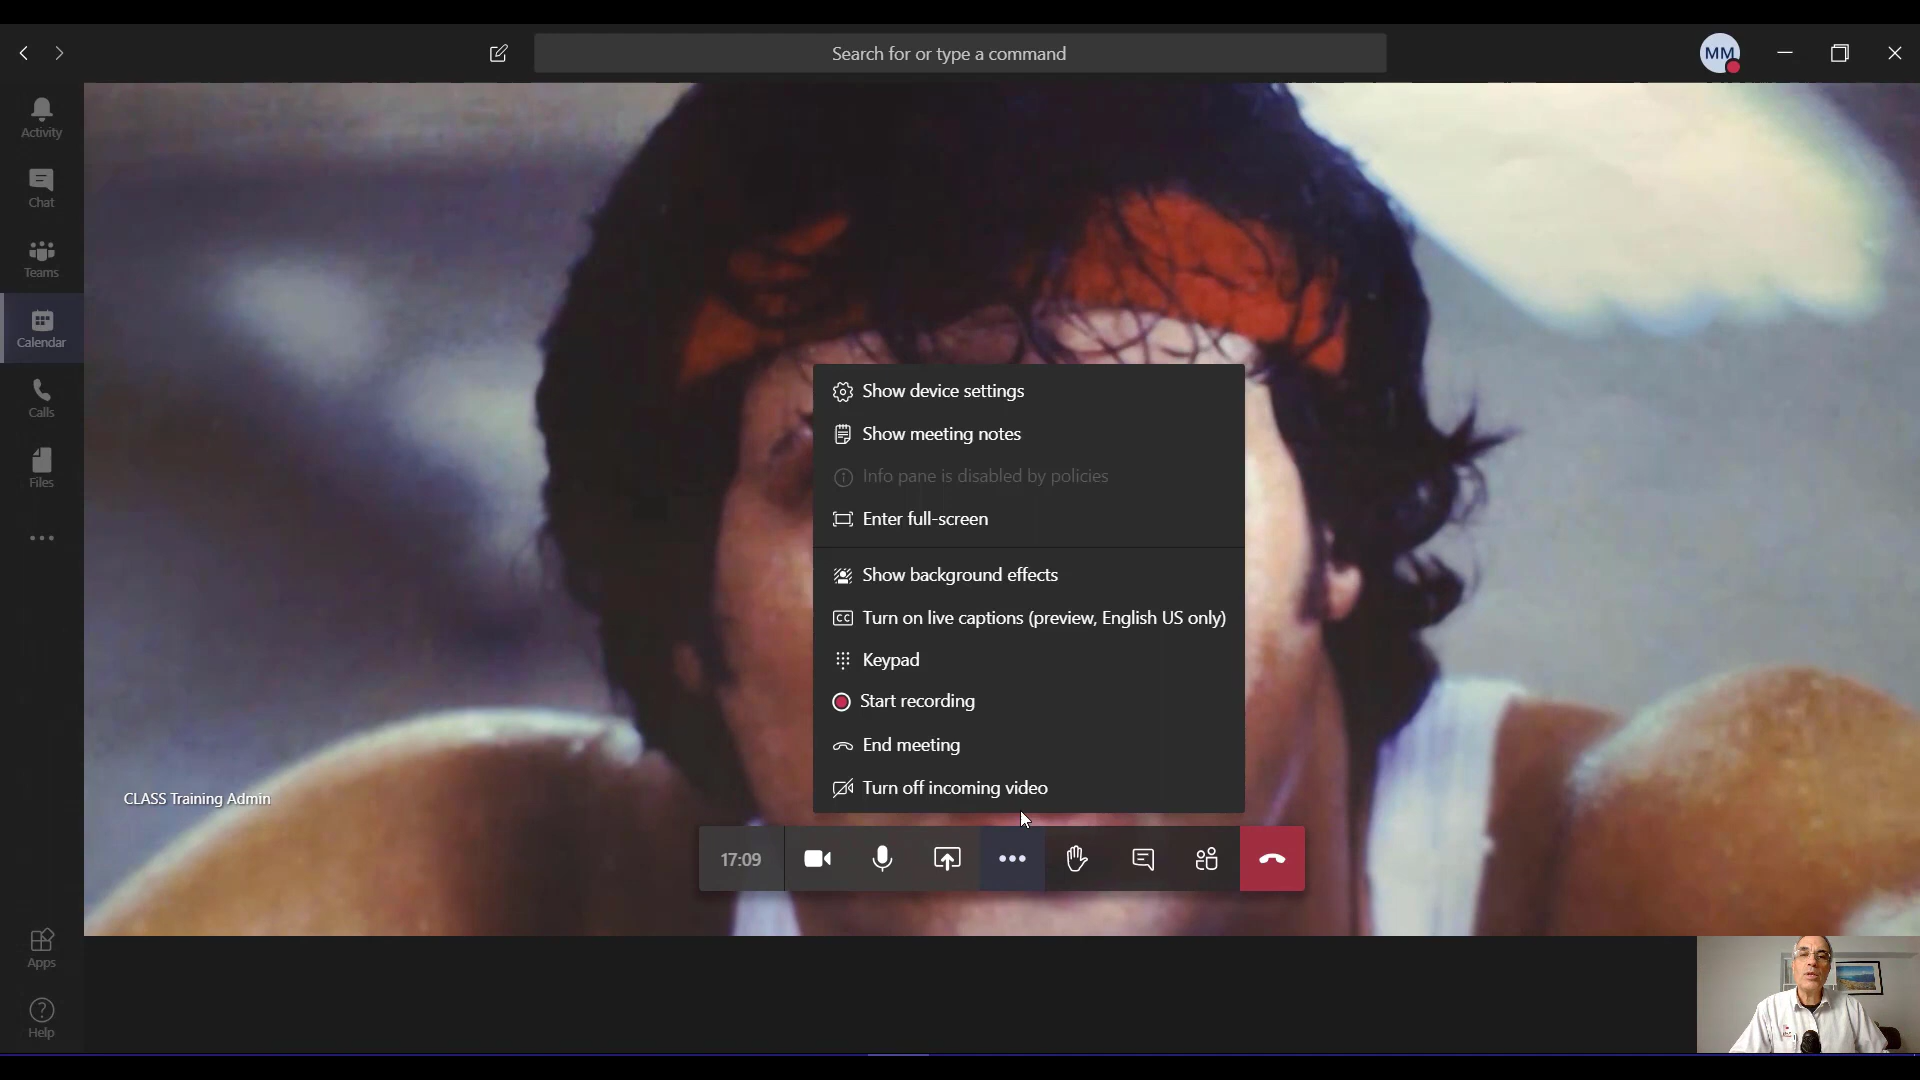 Search for or type a command
MM
Activity
Chat
Teams
Calendar
Calls
Files
Apps
Help
Show device settings
Show meeting notes
Info pane is disabled by policies
Enter full-screen
Show background effects
CC Turn on live captions (preview, English US only)
Keypad
Start recording
End meeting
Turn off incoming video
CLASS Training Admin
17:09